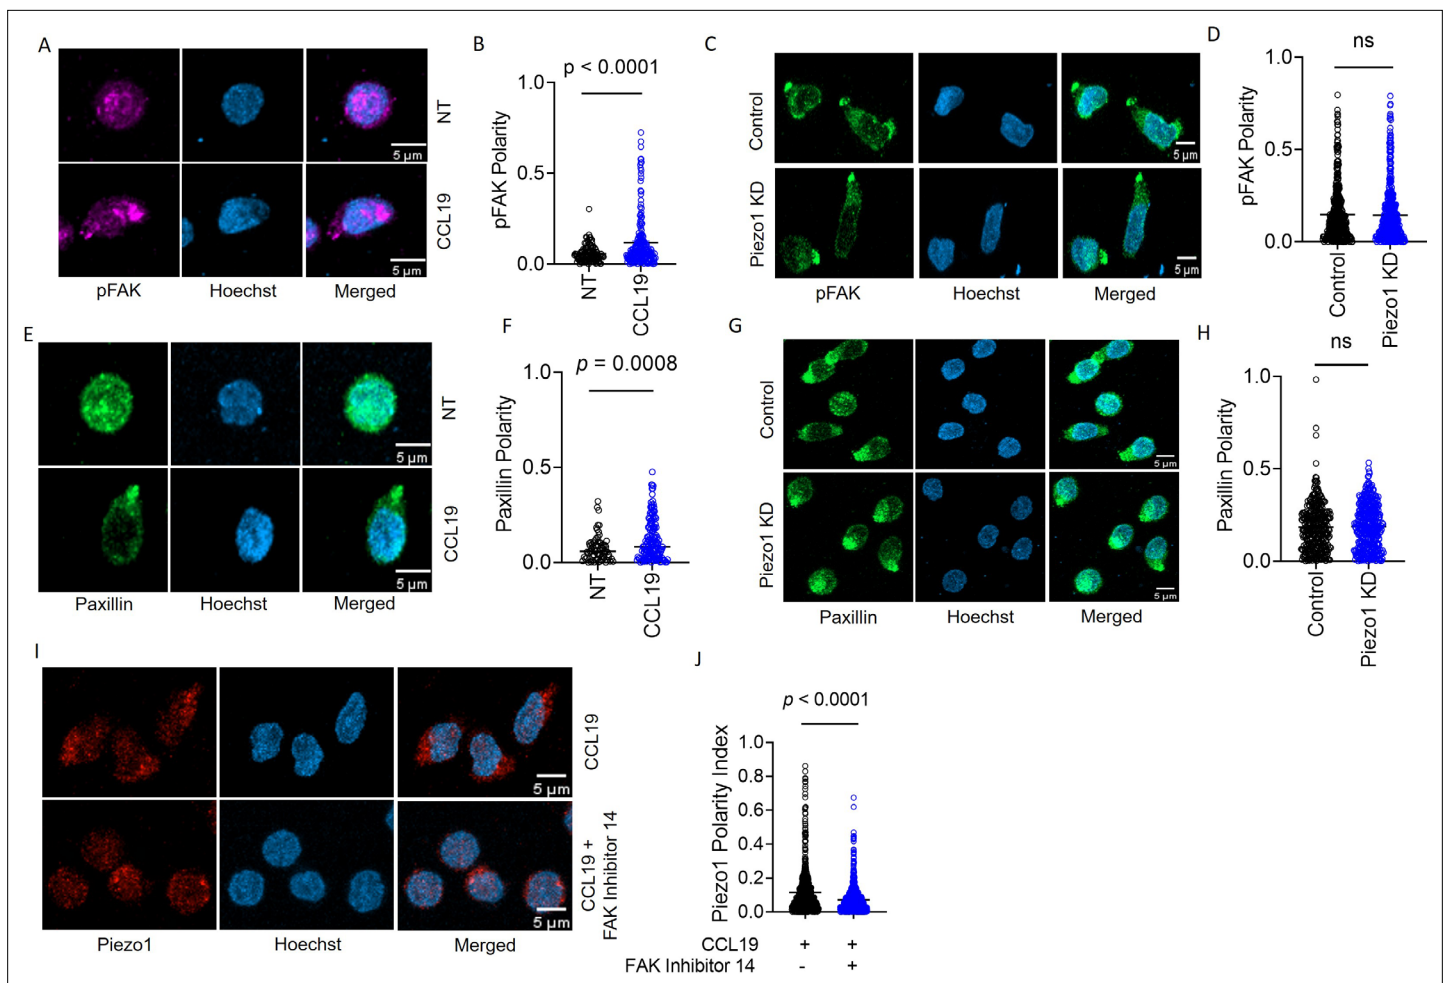 A
NT
5 µm
CCL19
5 µm
pFAK
Hoechst
Merged
B
p < 0.0001
pFAK Polarity
1.0
0.5
0.0
NT
CCL19
C
Control
5 µm
Piezo1 KD
5 µm
pFAK
Hoechst
Merged
D
ns
pFAK Polarity
1.0
0.5
0.0
Control
Piezo1 KD
E
NT
5 µm
CCL19
5 µm
Paxillin
Hoechst
Merged
F
p = 0.0008
Paxillin Polarity
1.0
0.5
0.0
NT
CCL19
G
Control
5 µm
Piezo1 KD
5 µm
Paxillin
Hoechst
Merged
H
ns
Paxillin Polarity
1.0
0.5
0.0
Control
Piezo1 KD
I
CCL19
5 µm
CCL19 +
FAK Inhibitor 14
5 µm
Piezo1
Hoechst
Merged
J
p < 0.0001
Piezo1 Polarity Index
1.0
0.8
0.6
0.4
0.2
0.0
CCL19 + +
FAK Inhibitor 14 - +